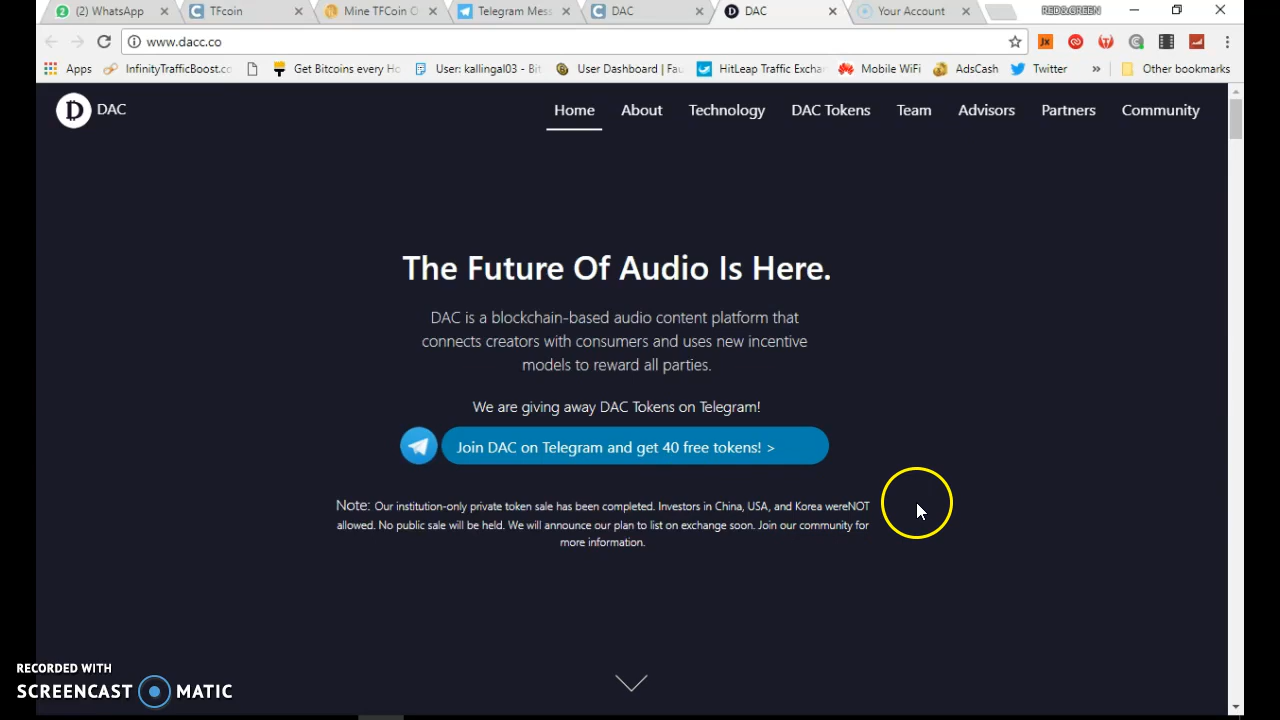 (2) WhatsApp
TFcoin
Mine TFCoin
Telegram Mess
DAC
DAC
Your Account
RED&GREEN
www.dacc.co
Apps
InfinityTrafficBoost.co
Get Bitcoins every Ho
User: kallingal03 - Bit
User Dashboard | Fau
HitLeap Traffic Exchan
Mobile WiFi
AdsCash
Twitter
»
Other bookmarks
DAC
Home
About
Technology
DAC Tokens
Team
Advisors
Partners
Community
The Future Of Audio Is Here.
DAC is a blockchain-based audio content platform that
connects creators with consumers and uses new incentive
models to reward all parties.
We are giving away DAC Tokens on Telegram!
Join DAC on Telegram and get 40 free tokens! >
Note: Our institution-only private token sale has been completed. Investors in China, USA, and Korea wereNOT
allowed. No public sale will be held. We will announce our plan to list on exchange soon. Join our community for
more information.
RECORDED WITH
SCREENCAST MATIC